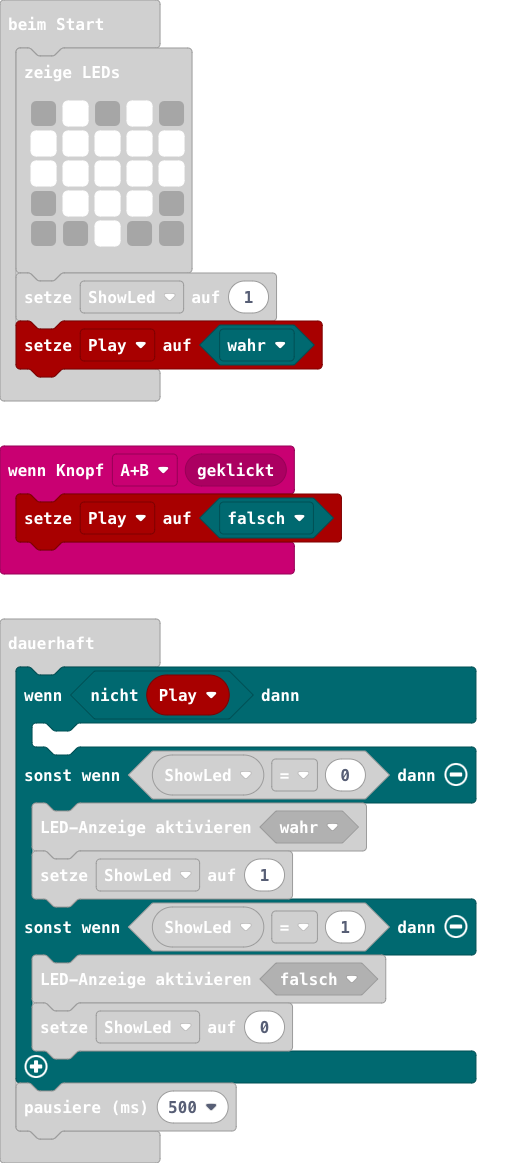 beim Start
zeige LEDs
setze ShowLed auf 1
setze Play auf wahr
wenn Knopf A+B geklickt
setze Play auf falsch
dauerhaft
wenn nicht Play dann
sonst wenn ShowLed = 0 dann
LED-Anzeige aktivieren wahr
setze ShowLed auf 1
sonst wenn ShowLed = 1 dann
LED-Anzeige aktivieren falsch
setze ShowLed auf 0
pausiere (ms) 500